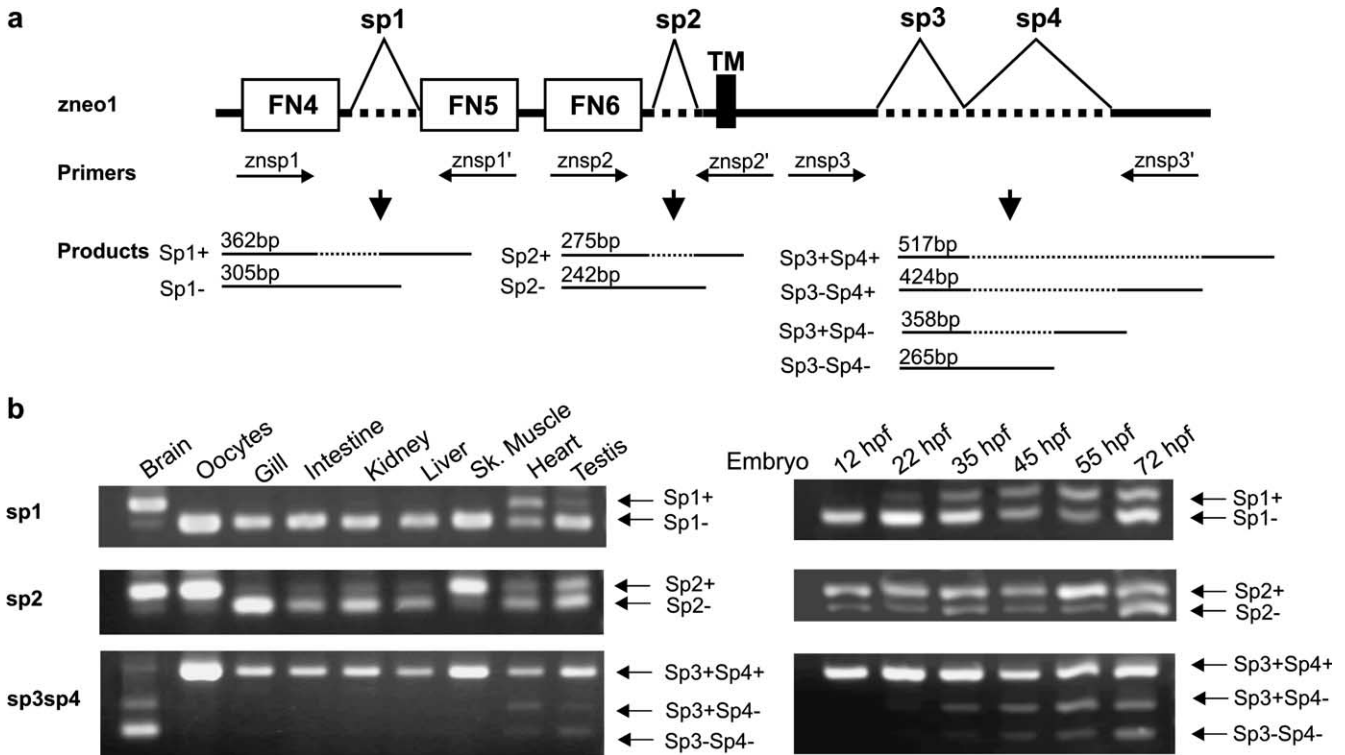 a
sp1 sp2 sp3 sp4
TM
zneo1 FN4 FN5 FN6
Primers znsp1 znsp1' znsp2 znsp2' znsp3 znsp3'
Products Sp1+ 362bp Sp2+ 275bp Sp3+Sp4+ 517bp
Sp1- 305bp Sp2- 242bp Sp3-Sp4+ 424bp
Sp3+Sp4- 358bp
Sp3-Sp4- 265bp
b
Brain Oocytes Gill Intestine Kidney Liver Sk. Muscle Heart Testis Embryo 12 hpf 22 hpf 35 hpf 45 hpf 55 hpf 72 hpf
sp1 Sp1+ Sp1+
Sp1- Sp1-
sp2 Sp2+ Sp2+
Sp2- Sp2-
sp3sp4 Sp3+Sp4+ Sp3+Sp4+
Sp3+Sp4- Sp3+Sp4-
Sp3-Sp4- Sp3-Sp4-